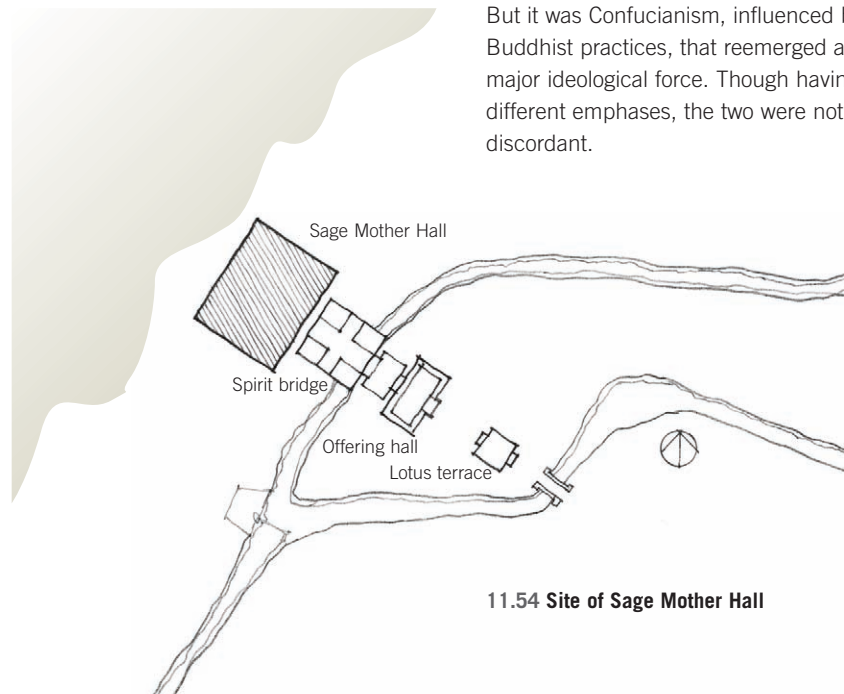 But it was Confucianism, influenced
Buddhist practices, that reemerged
major ideological force. Though
different emphases, the two were not
discordant.
Sage Mother Hall
Spirit bridge
Offering hall
Lotus terrace
11.54 Site of Sage Mother Hall